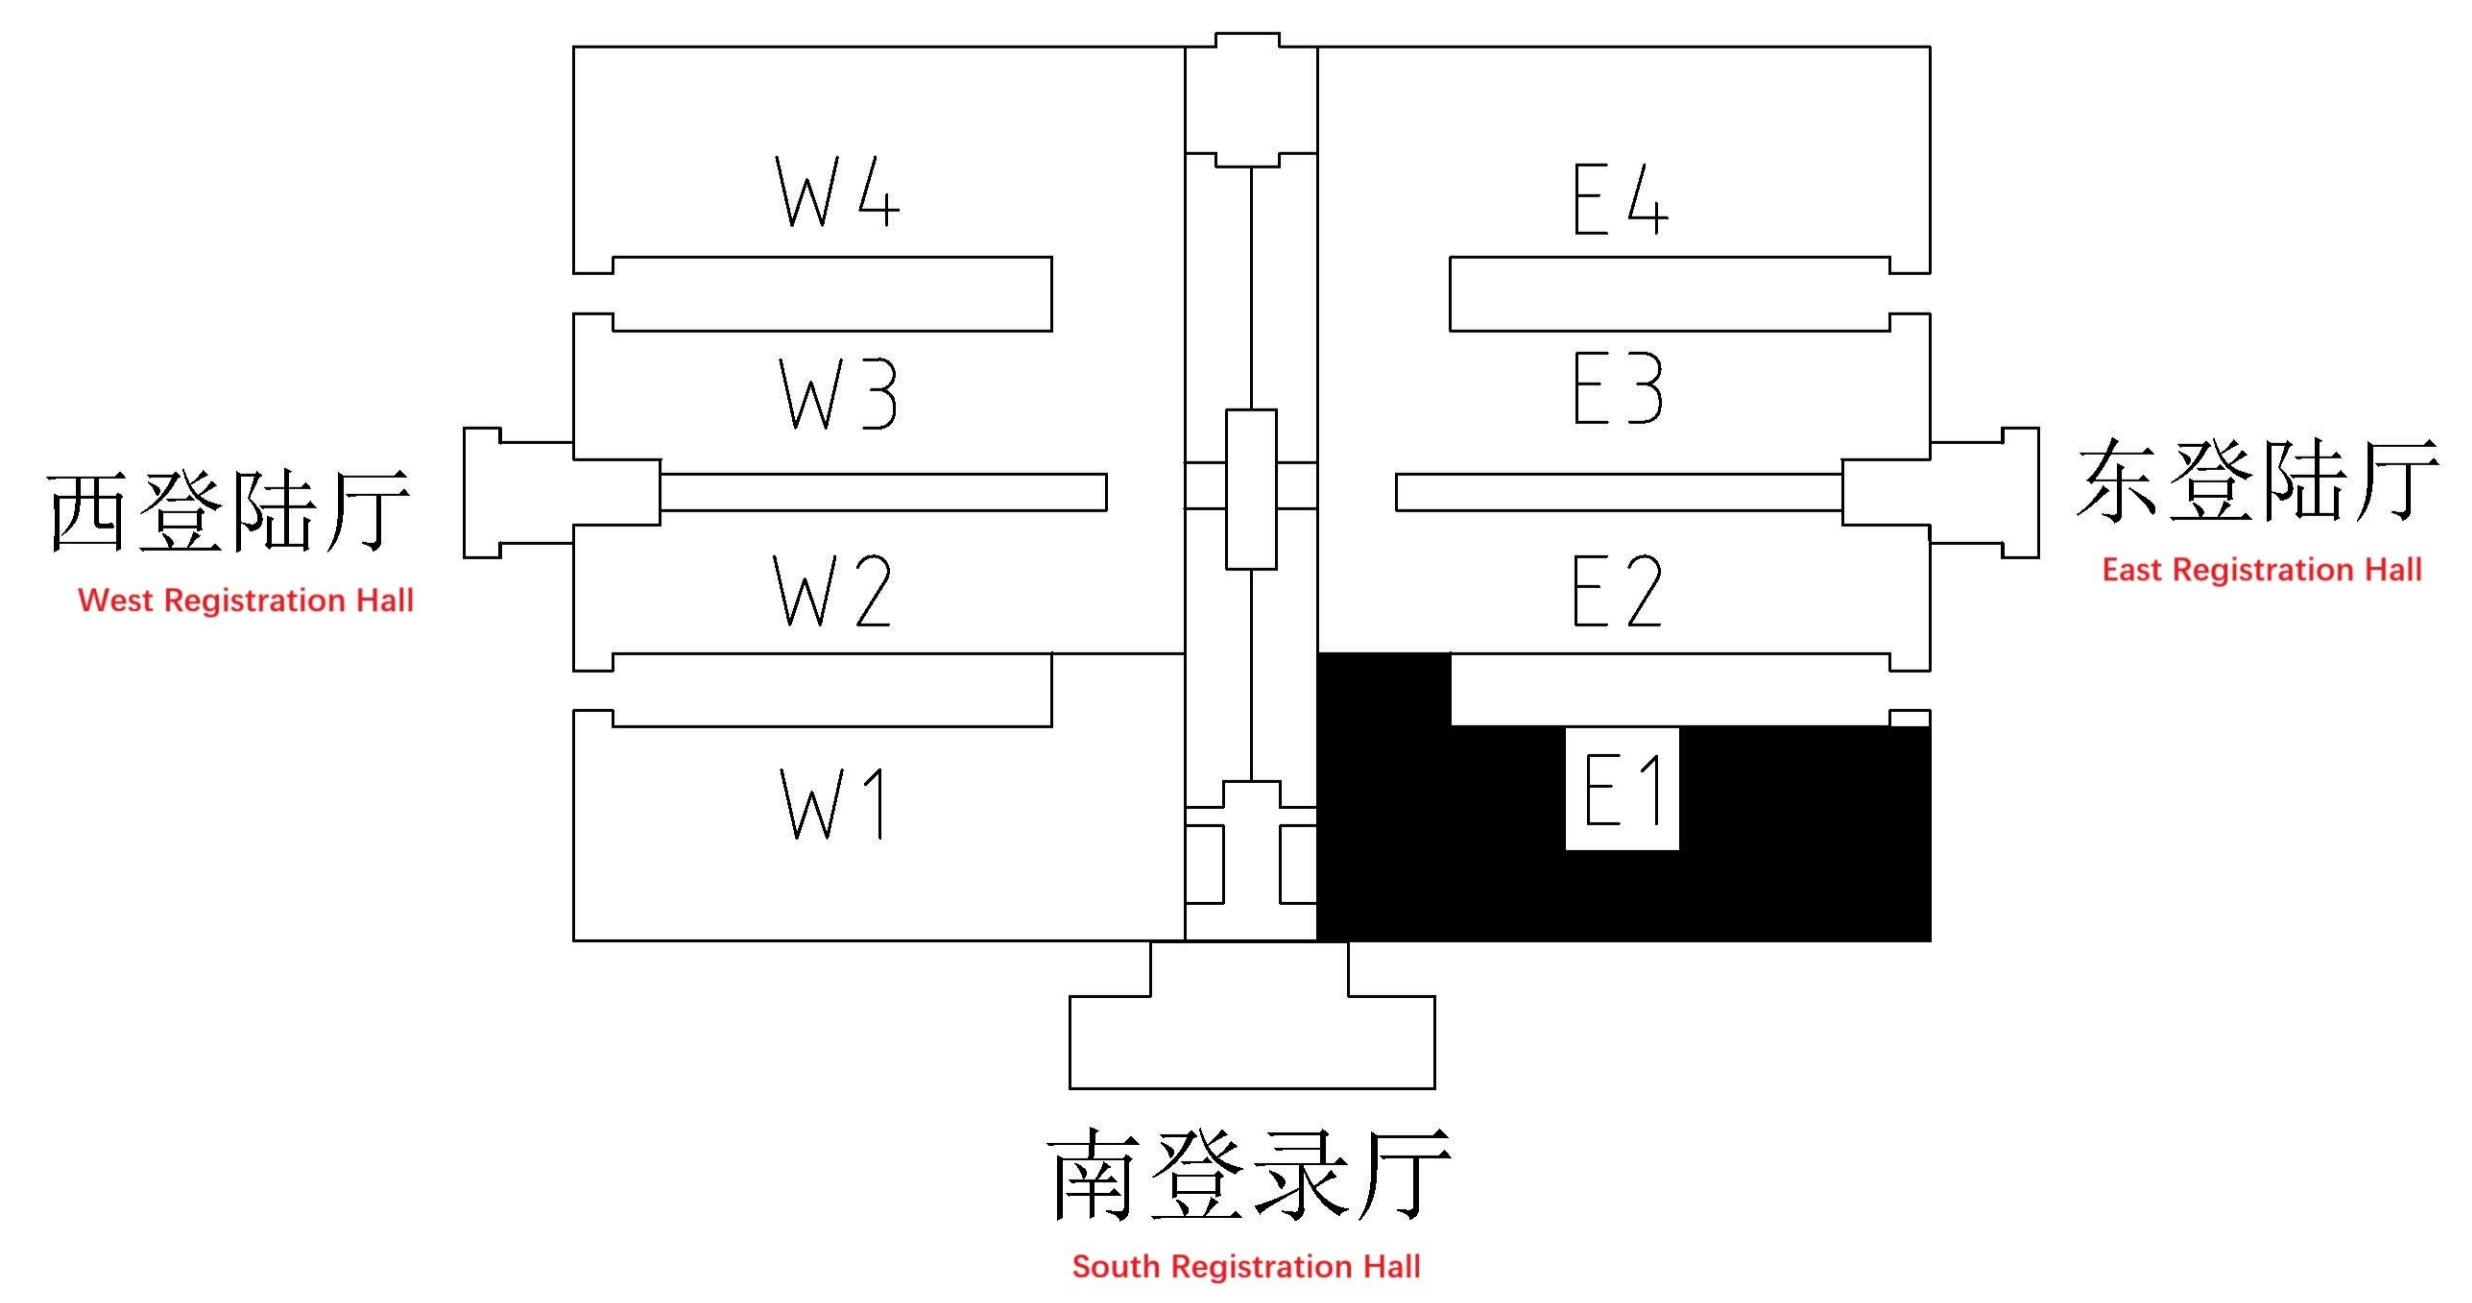 W4
E4
W3
E3
西登陆厅
West Registration Hall
东登陆厅
East Registration Hall
W2
E2
W1
E1
南登录厅
South Registration Hall